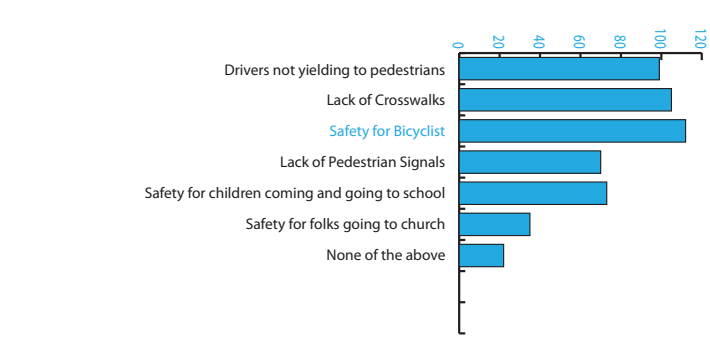 0 20 40 60 80 100 120
Drivers not yielding to pedestrians
Lack of Crosswalks
Safety for Bicyclist
Lack of Pedestrian Signals
Safety for children coming and going to school
Safety for folks going to church
None of the above